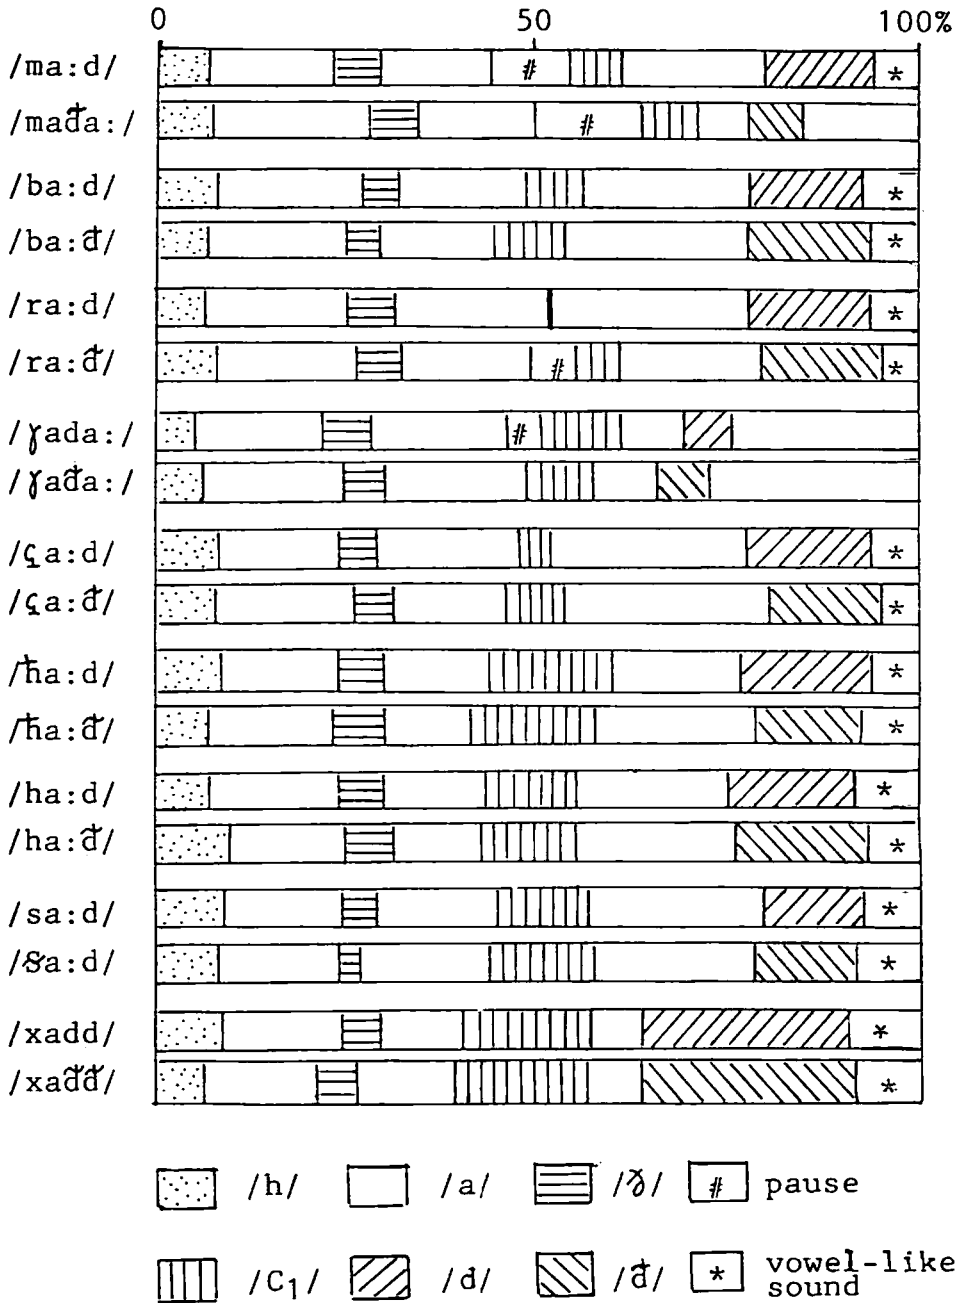 0 50 100%
/ma:d/ # *
/mad̴a:/ #
/ba:d/ *
/ba:d̴/ *
/ra:d/ *
/ra:d̴/ # *
/ɣada:/ #
/ɣad̴a:/
/ʕa:d/ *
/ʕa:d̴/ *
/ħa:d/ *
/ħa:d̴/ *
/ha:d/ *
/ha:d̴/ *
/sa:d/ *
/s̴a:d/ *
/xadd/ *
/xad̴d̴/ *
/h/ /a/ /ð/ # pause
/C₁/ /d/ /d̴/ * vowel-like
sound